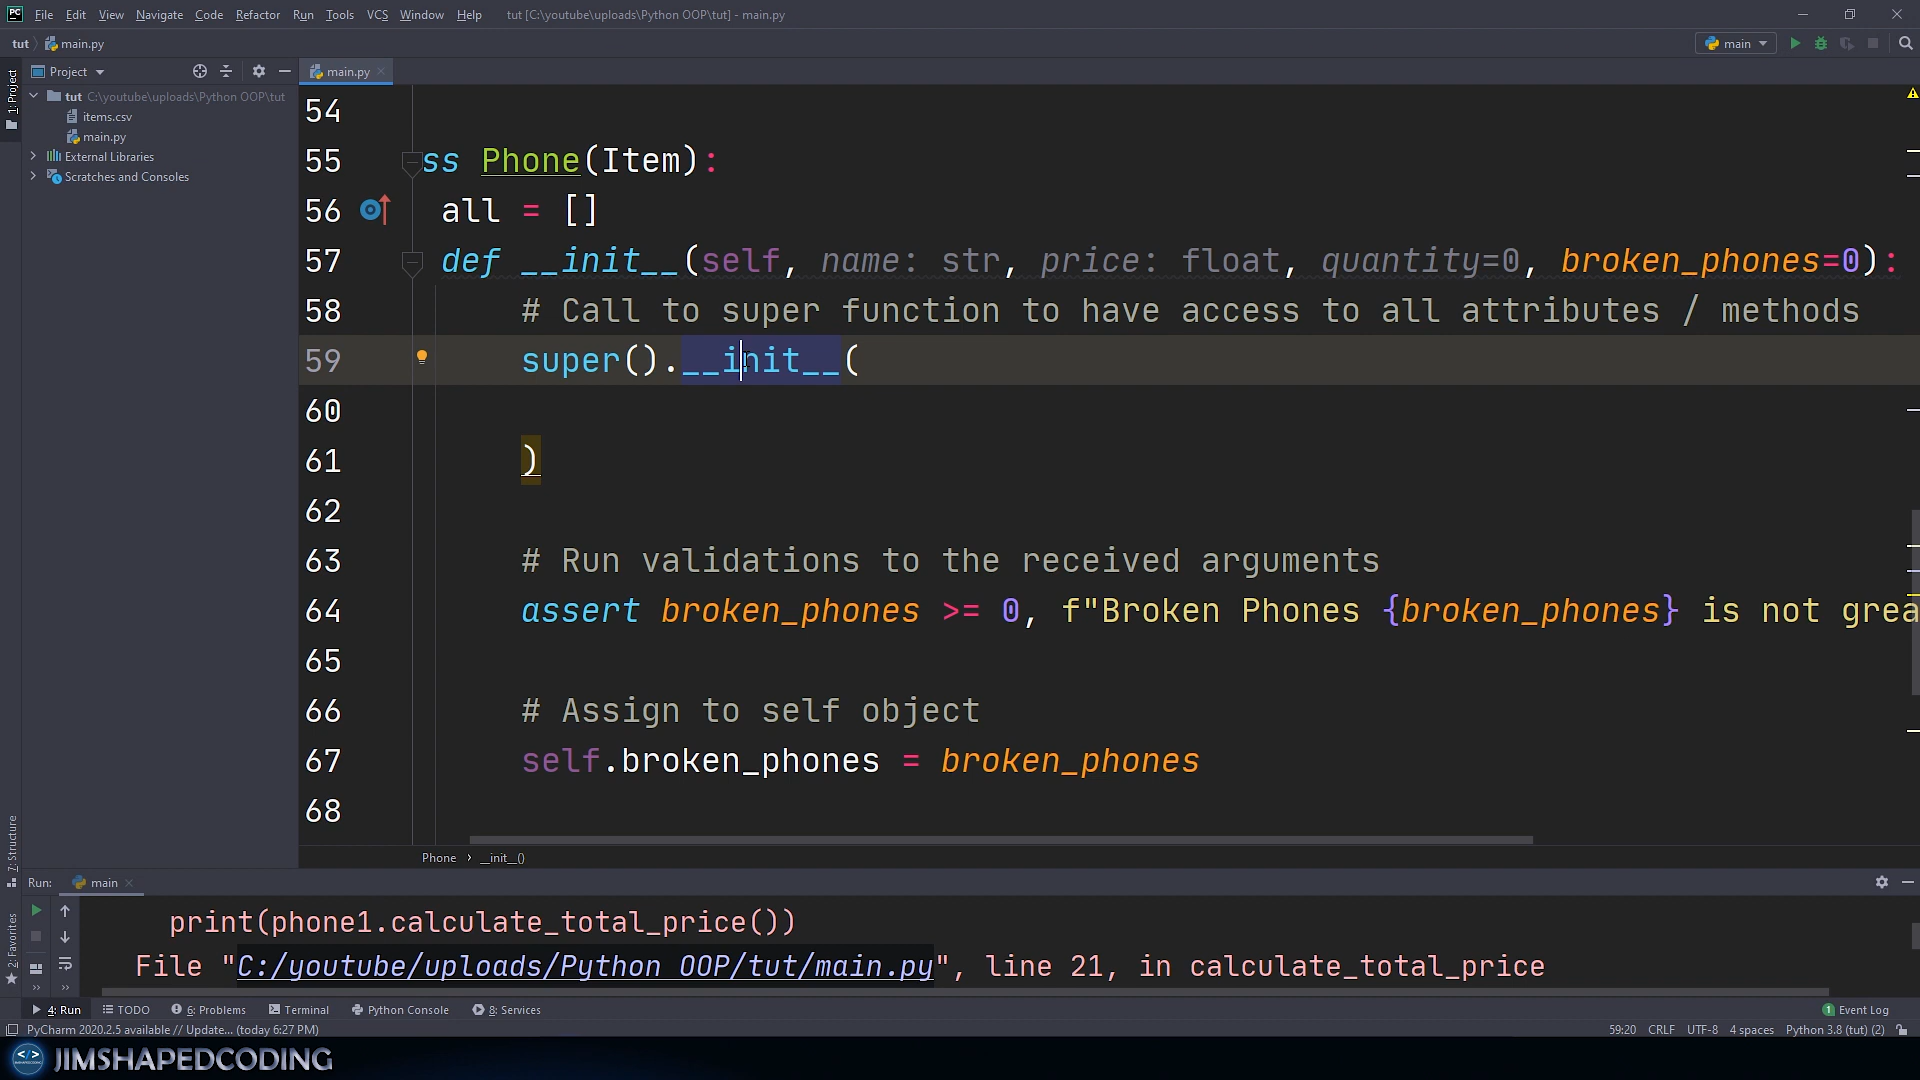 File Edit View Navigate Code Refactor Run Tools VCS Window Help tut [C:\youtube\uploads\Python OOP\tut] - main.py
tut main.py main
Project main.py
1: Project
tut C:\youtube\uploads\Python OOP\tut
items.csv
main.py
External Libraries
Scratches and Consoles
54
55 ss Phone(Item):
56 all = []
57 def __init__(self, name: str, price: float, quantity=0, broken_phones=0):
58 # Call to super function to have access to all attributes / methods
59 super().__init__(
60
61 )
62
63 # Run validations to the received arguments
64 assert broken_phones >= 0, f"Broken Phones {broken_phones} is not grea
65
66 # Assign to self object
67 self.broken_phones = broken_phones
68
7: Structure
Phone › __init__()
Run: main
print(phone1.calculate_total_price())
File "C:/youtube/uploads/Python OOP/tut/main.py", line 21, in calculate_total_price
2: Favorites
4: Run TODO 6: Problems Terminal Python Console 8: Services 1 Event Log
PyCharm 2020.2.5 available // Update... (today 6:27 PM) 59:20 CRLF UTF-8 4 spaces Python 3.8 (tut) (2)
</> JIMSHAPEDCODING